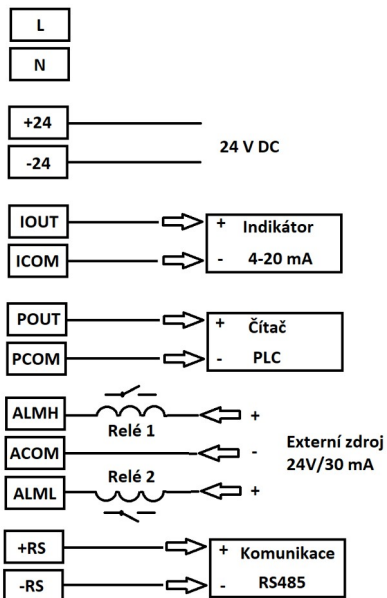 L
N
+24
-24
24 V DC
IOUT
+ Indikátor
ICOM
- 4-20 mA
POUT
+ Čítač
PCOM
- PLC
ALMH
+
Relé 1
ACOM
-
Externí zdroj
24V/30 mA
Relé 2
ALML
+
+RS
+ Komunikace
-RS
- RS485